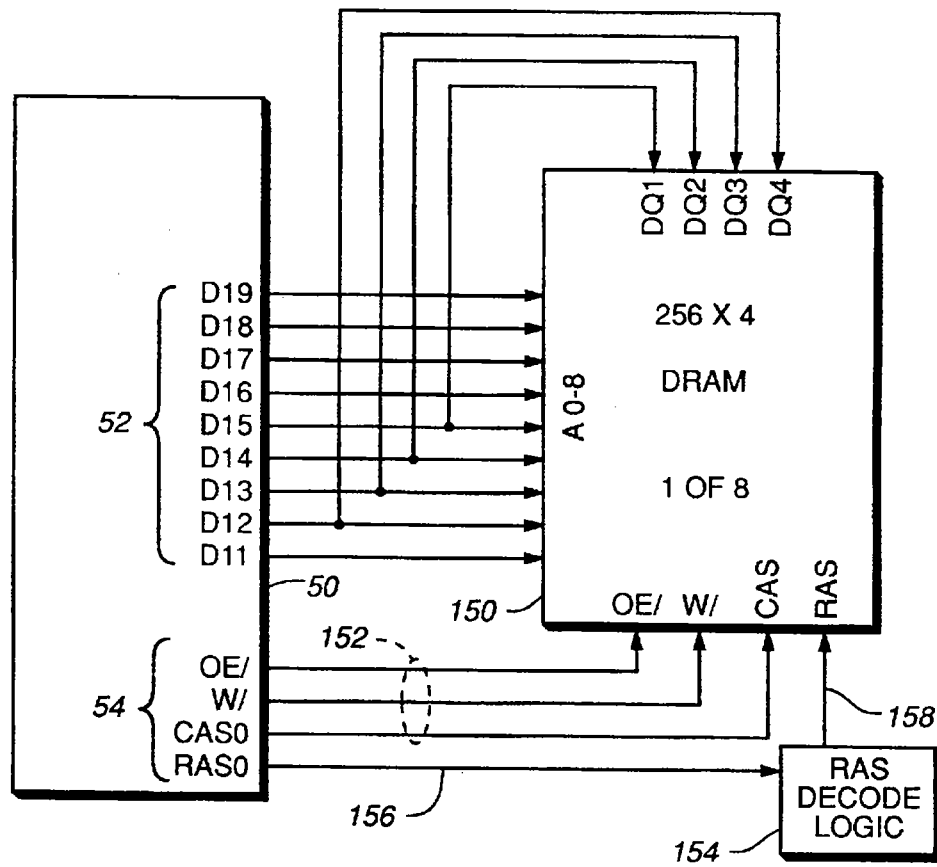 DQ1
DQ2
DQ3
DQ4
D19
D18
D17
D16
D15
D14
D13
D12
D11
52
A 0-8
256 X 4
DRAM
1 OF 8
50
150
OE/
W/
CAS
RAS
152
54
OE/
W/
CAS0
RAS0
156
158
154
RAS
DECODE
LOGIC